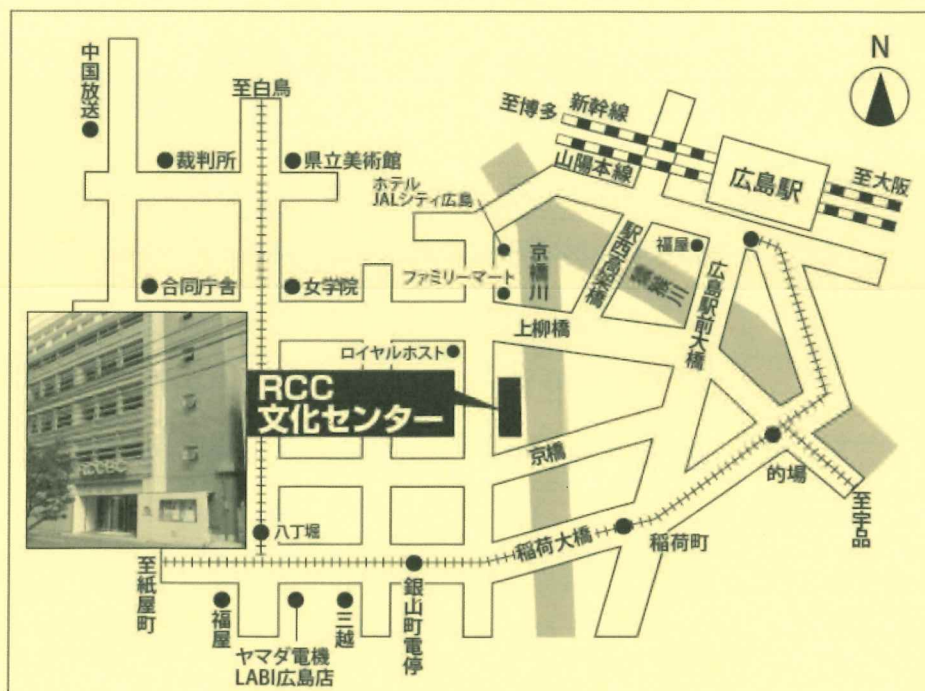 中国放送
至白鳥
裁判所
県立美術館
合同庁舎
女学院
ホテル
JALシティ広島
ファミリーマート
京橋川
至博多
新幹線
山陽本線
広島駅
至大阪
N
駅西高架橋
福屋
猿猴川
広島駅前大橋
上柳橋
ロイヤルホスト
RCC
文化センター
RCC BC
京橋
的場
至宇品
八丁堀
稲荷大橋
稲荷町
至紙屋町
福屋
ヤマダ電機
LABI広島店
三越
銀山町電停